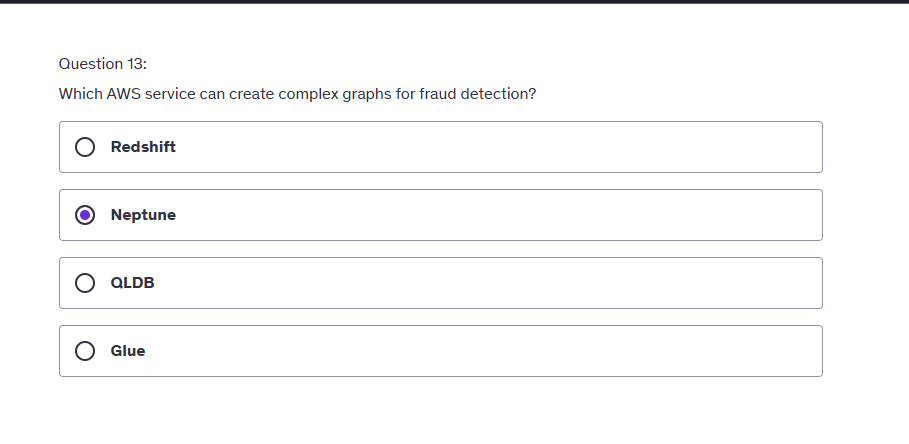 Question 13:
Which AWS service can create complex graphs for fraud detection?
Redshift
Neptune
QLDB
Glue